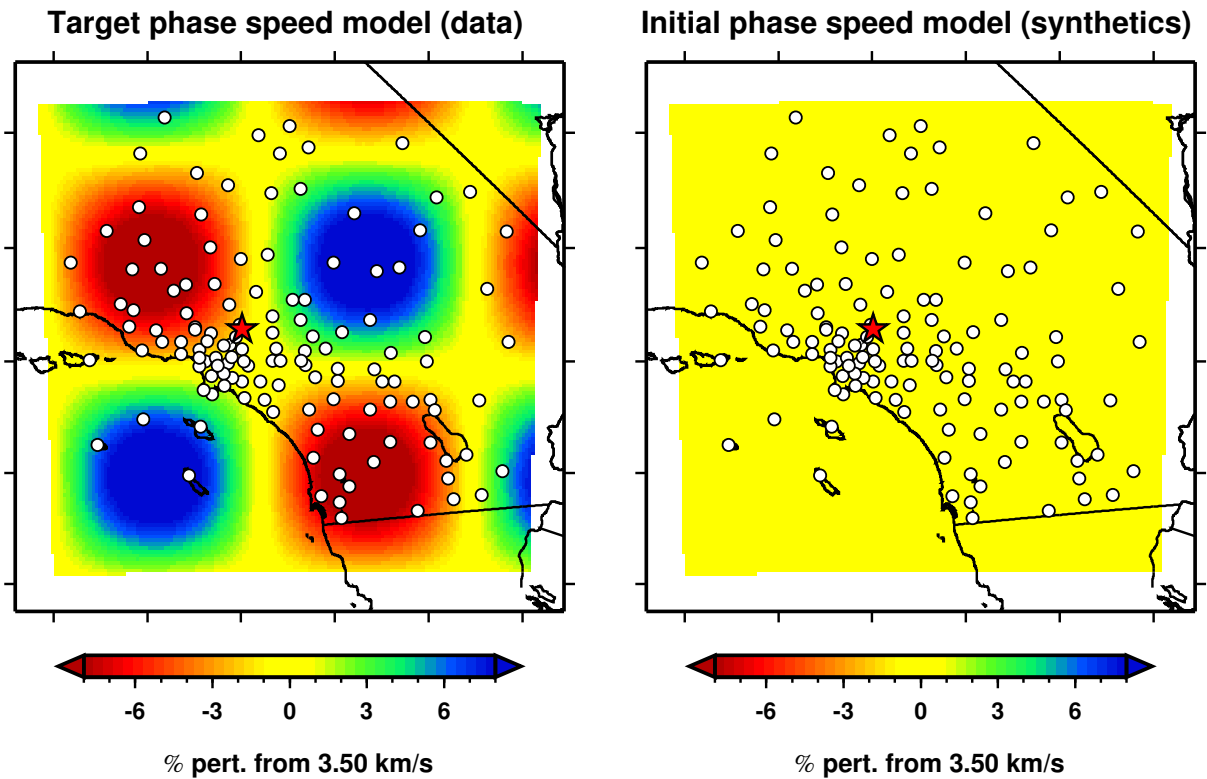 Target phase speed model (data)
Initial phase speed model (synthetics)
-6 -3 0 3 6
-6 -3 0 3 6
% pert. from 3.50 km/s
% pert. from 3.50 km/s